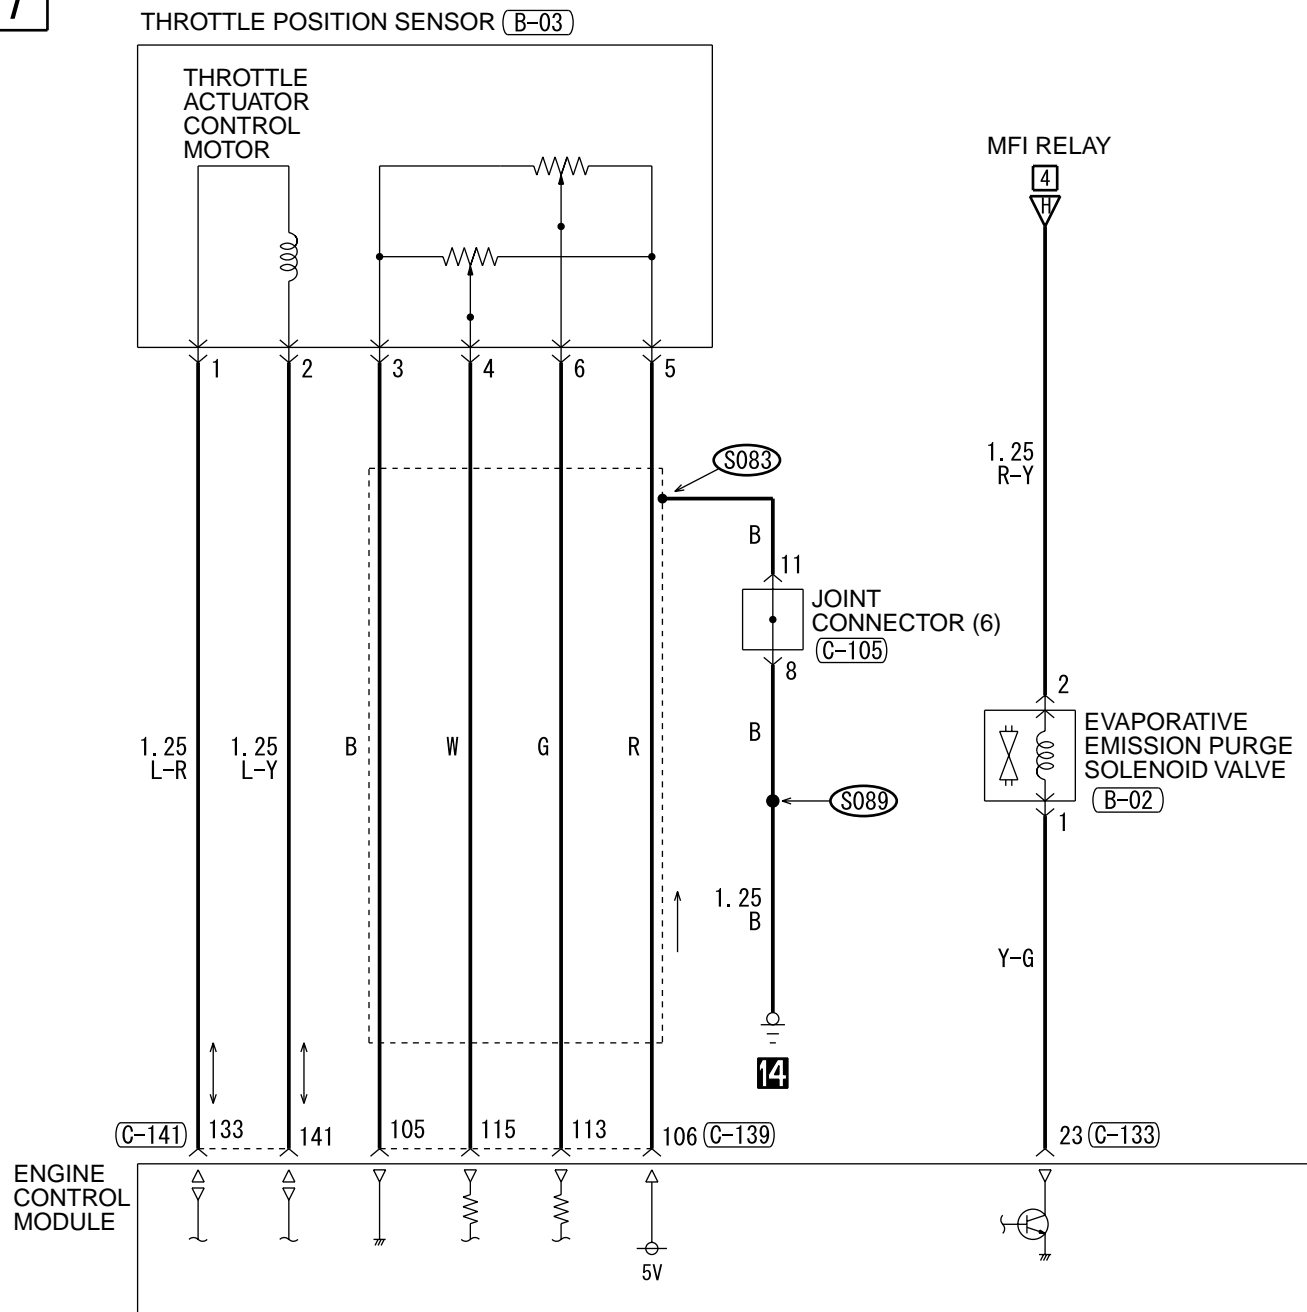 7
THROTTLE POSITION SENSOR B-03
THROTTLE
ACTUATOR
CONTROL
MOTOR
MFI RELAY
4
H
1 2 3 4 6 5
S083
1.25
R-Y
B
11
JOINT
CONNECTOR (6)
C-105
8
2
EVAPORATIVE
EMISSION PURGE
SOLENOID VALVE
B-02
1
1.25
L-R
1.25
L-Y
B W G R
B
S089
1.25
B
Y-G
14
C-141 133 141 105 115 113 106 C-139 23 C-133
ENGINE
CONTROL
MODULE
5V